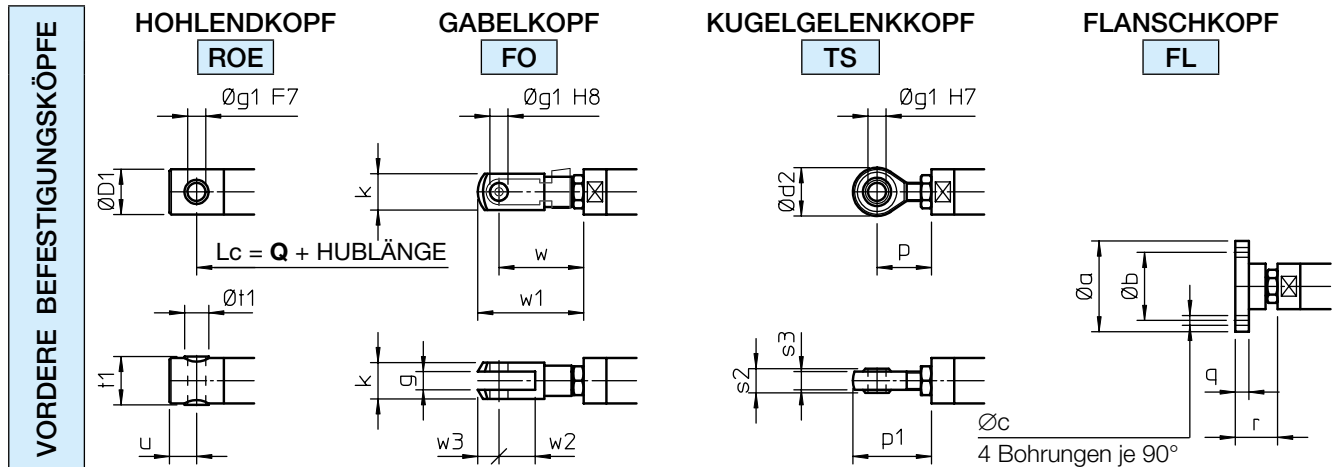 VORDERE BEFESTIGUNGSKÖPFE
HOHLENDKOPF
ROE
Øg1 F7
ØD1
Lc = Q + HUBLÄNGE
Øt1
t1
u
GABELKOPF
FO
Øg1 H8
k
w
w1
k
g
w3
w2
KUGELGELENKKOPF
TS
Øg1 H7
Ød2
p
s3
s2
p1
FLANSCHKOPF
FL
Øa
Øb
q
r
Øc
4 Bohrungen je 90°